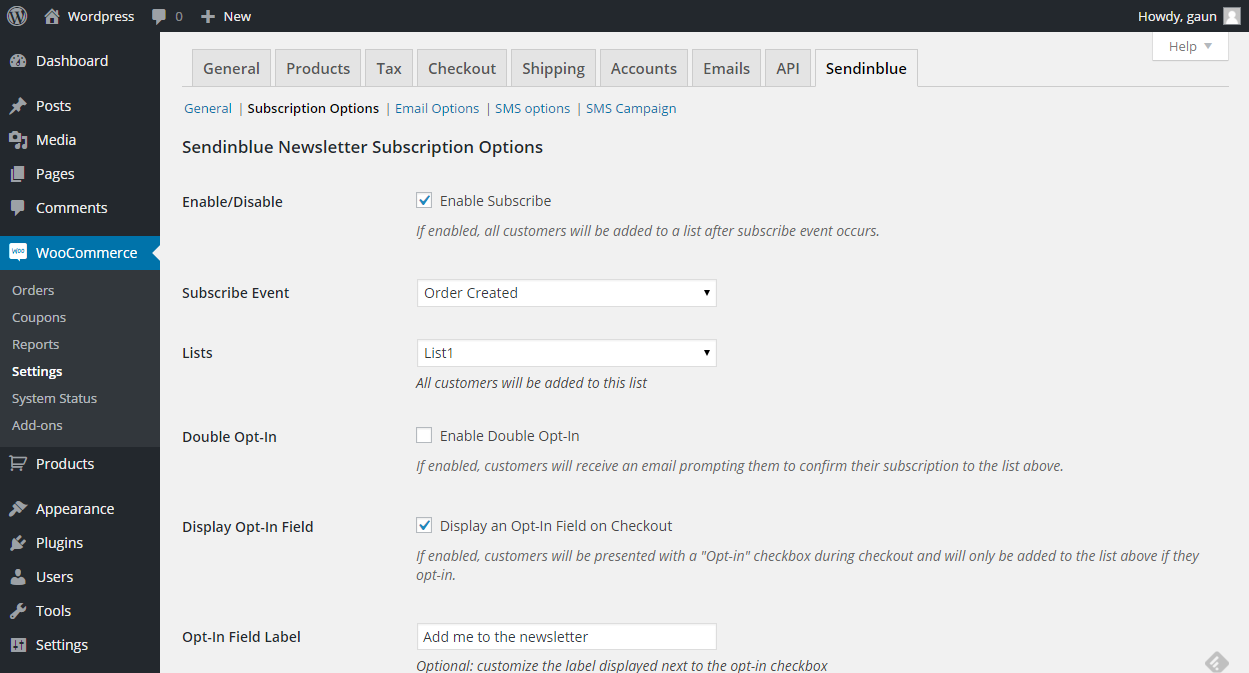 Wordpress 0 New Howdy, gaun
Help
Dashboard
Posts
Media
Pages
Comments
WOO WooCommerce
Orders
Coupons
Reports
Settings
System Status
Add-ons
Products
Appearance
Plugins
Users
Tools
Settings
General Products Tax Checkout Shipping Accounts Emails API Sendinblue
General | Subscription Options | Email Options | SMS options | SMS Campaign
Sendinblue Newsletter Subscription Options
Enable/Disable Enable Subscribe
If enabled, all customers will be added to a list after subscribe event occurs.
Subscribe Event Order Created
Lists List1
All customers will be added to this list
Double Opt-In Enable Double Opt-In
If enabled, customers will receive an email prompting them to confirm their subscription to the list above.
Display Opt-In Field Display an Opt-In Field on Checkout
If enabled, customers will be presented with a "Opt-in" checkbox during checkout and will only be added to the list above if they
opt-in.
Opt-In Field Label Add me to the newsletter
Optional: customize the label displayed next to the opt-in checkbox